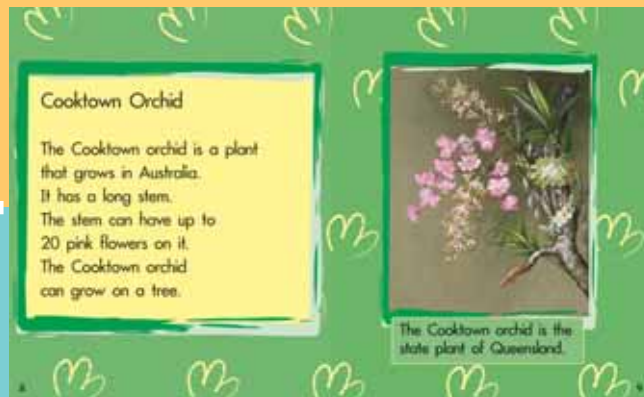 Cooktown Orchid
The Cooktown orchid is a plant
that grows in Australia.
It has a long stem.
The stem can have up to
20 pink flowers on it.
The Cooktown orchid
can grow on a tree.
The Cooktown orchid is the
state plant of Queensland.